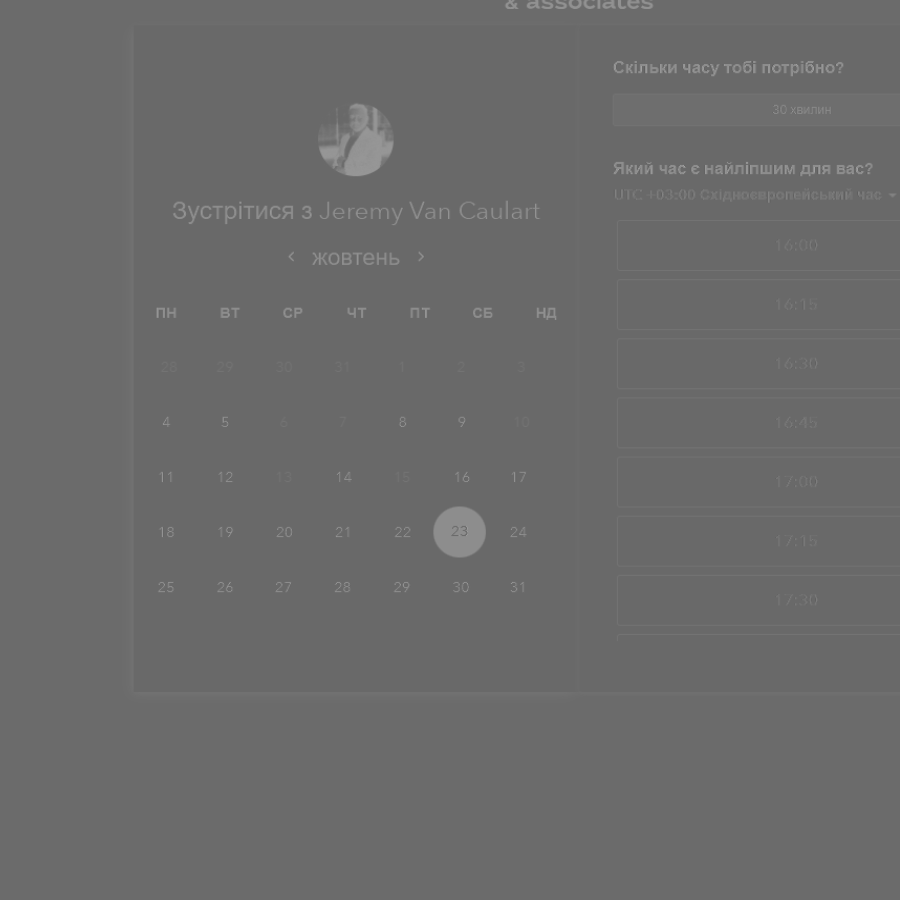 & associates
Зустрітися з Jeremy Van Caulart
жовтень
ПН ВТ СР ЧТ ПТ СБ НД
28 29 30 31 1 2 3
4 5 6 7 8 9 10
11 12 13 14 15 16 17
18 19 20 21 22 23 24
25 26 27 28 29 30 31
Скільки часу тобі потрібно?
30 хвилин
Який час є найліпшим для вас?
UTC +03:00 Східноєвропейський час
16:00
16:15
16:30
16:45
17:00
17:15
17:30